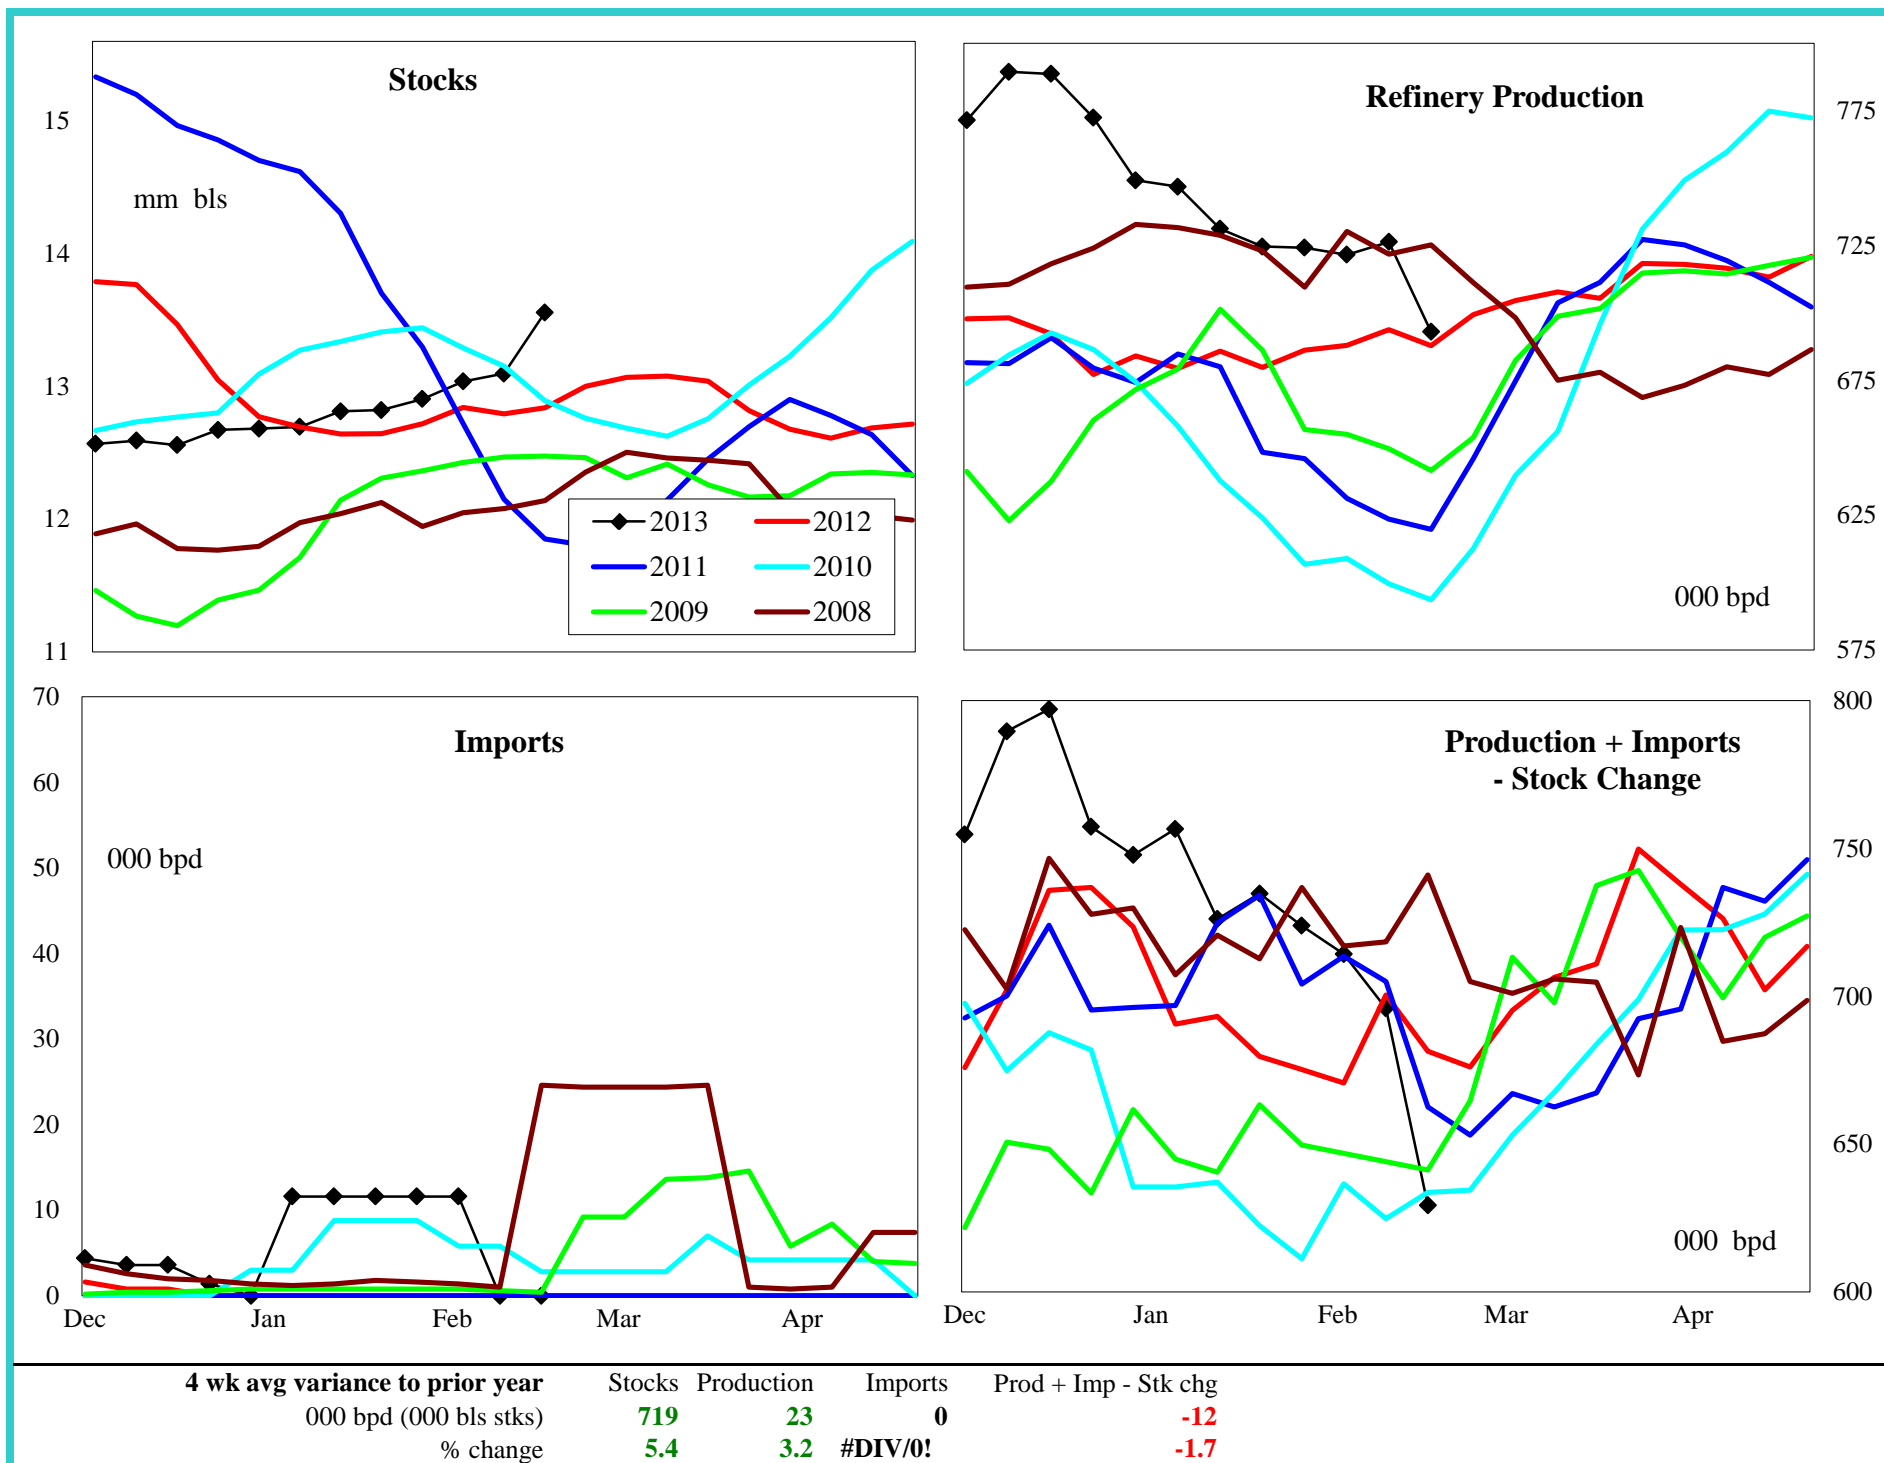 Stocks
mm bls
15
14
13
12
11
2013
2012
2011
2010
2009
2008
Refinery Production
000 bpd
775
725
675
625
575
Imports
000 bpd
70
60
50
40
30
20
10
0
Dec Jan Feb Mar Apr
Production + Imports
- Stock Change
000 bpd
800
750
700
650
600
Dec Jan Feb Mar Apr
4 wk avg variance to prior year Stocks Production Imports Prod + Imp - Stk chg
000 bpd (000 bls stks) 719 23 0 -12
% change 5.4 3.2 #DIV/0! -1.7